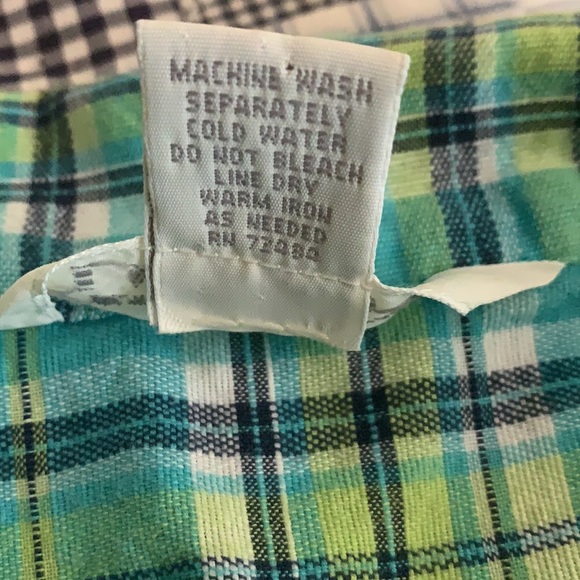 MACHINE WASH
SEPARATELY
COLD WATER
DO NOT BLEACH
LINE DRY
WARM IRON
AS NEEDED
RN 73484